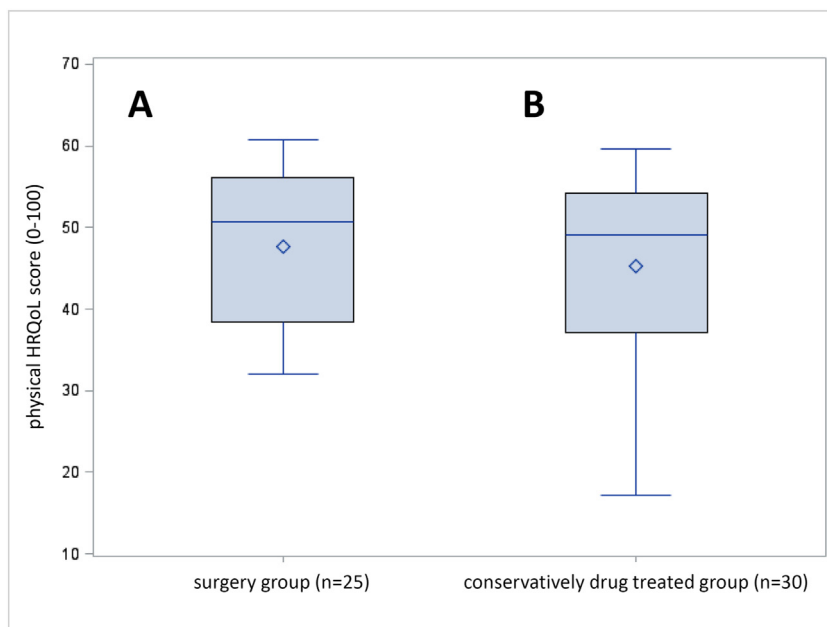 A
B
physical HRQoL score (0-100)
70
60
50
40
30
20
10
surgery group (n=25)
conservatively drug treated group (n=30)